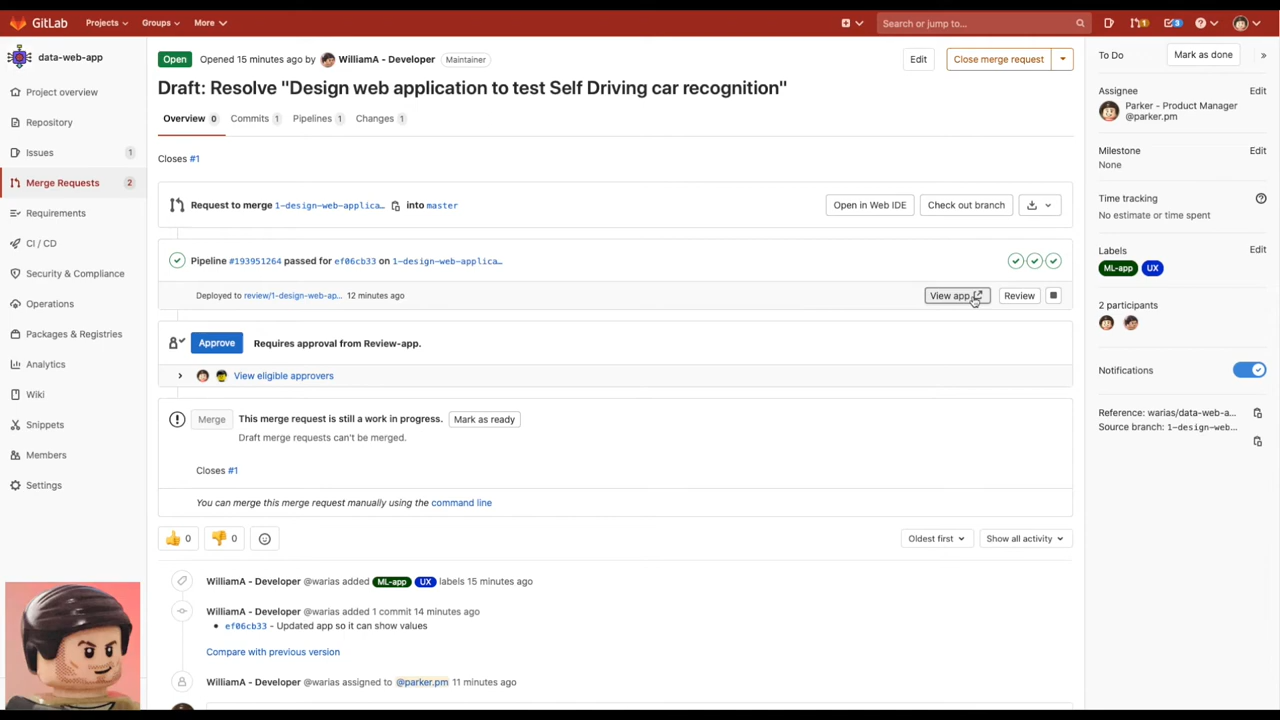 GitLab Projects Groups More Search or jump to... 1 3
data-web-app
Project overview
Repository
Issues 1
Merge Requests 2
Requirements
CI / CD
Security & Compliance
Operations
Packages & Registries
Analytics
Wiki
Snippets
Members
Settings
Open Opened 15 minutes ago by WilliamA - Developer Maintainer Edit Close merge request
Draft: Resolve "Design web application to test Self Driving car recognition"
Overview 0 Commits 1 Pipelines 1 Changes 1
Closes #1
Request to merge 1-design-web-applica... into master Open in Web IDE Check out branch
Pipeline #193951264 passed for ef06cb33 on 1-design-web-applica...
Deployed to review/1-design-web-ap... 12 minutes ago View app Review
Approve Requires approval from Review-app.
View eligible approvers
Merge This merge request is still a work in progress. Mark as ready
Draft merge requests can't be merged.
Closes #1
You can merge this merge request manually using the command line
0 0 Oldest first Show all activity
WilliamA - Developer @warias added ML-app UX labels 15 minutes ago
WilliamA - Developer @warias added 1 commit 14 minutes ago
ef06cb33 - Updated app so it can show values
Compare with previous version
WilliamA - Developer @warias assigned to @parker.pm 11 minutes ago
To Do Mark as done
Assignee Edit
Parker - Product Manager
@parker.pm
Milestone Edit
None
Time tracking
No estimate or time spent
Labels Edit
ML-app UX
2 participants
Notifications
Reference: warias/data-web-a...
Source branch: 1-design-web...